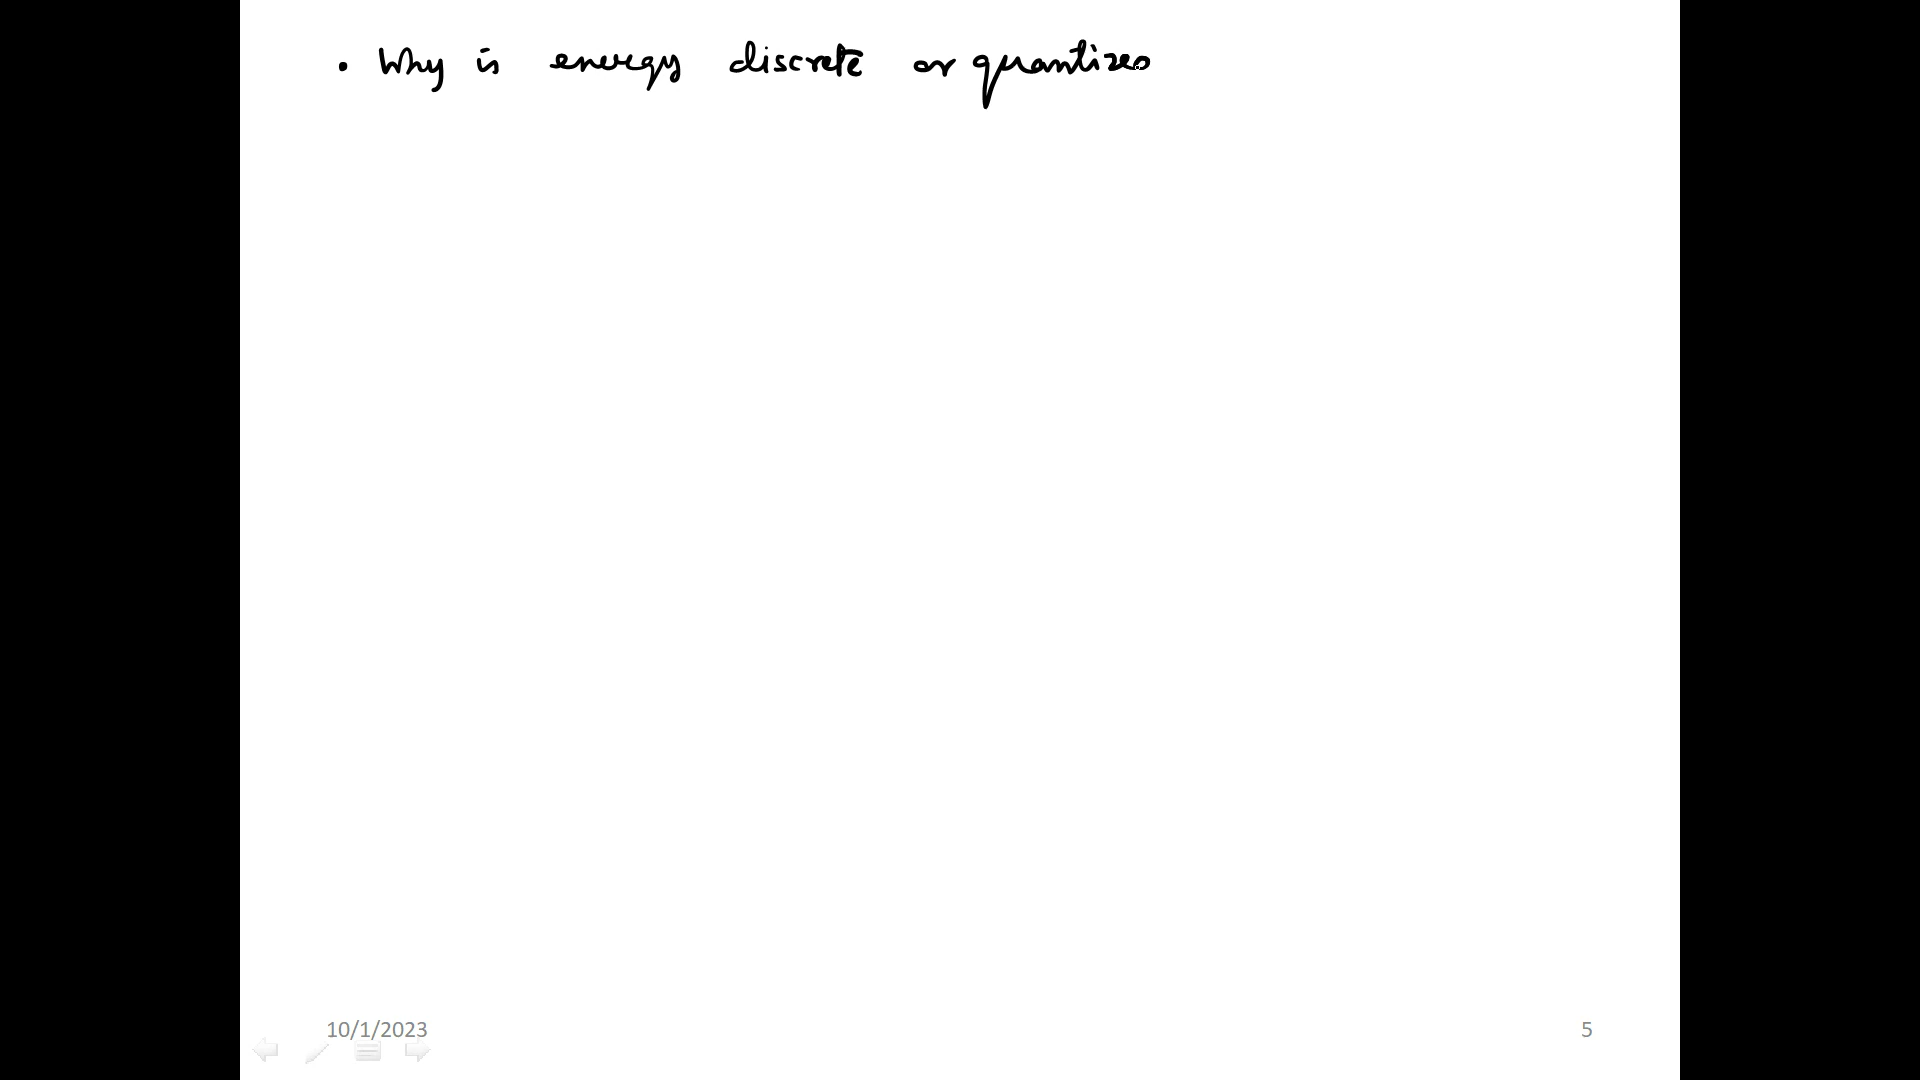 • Why is energy discrete or quantized
10/1/2023
5